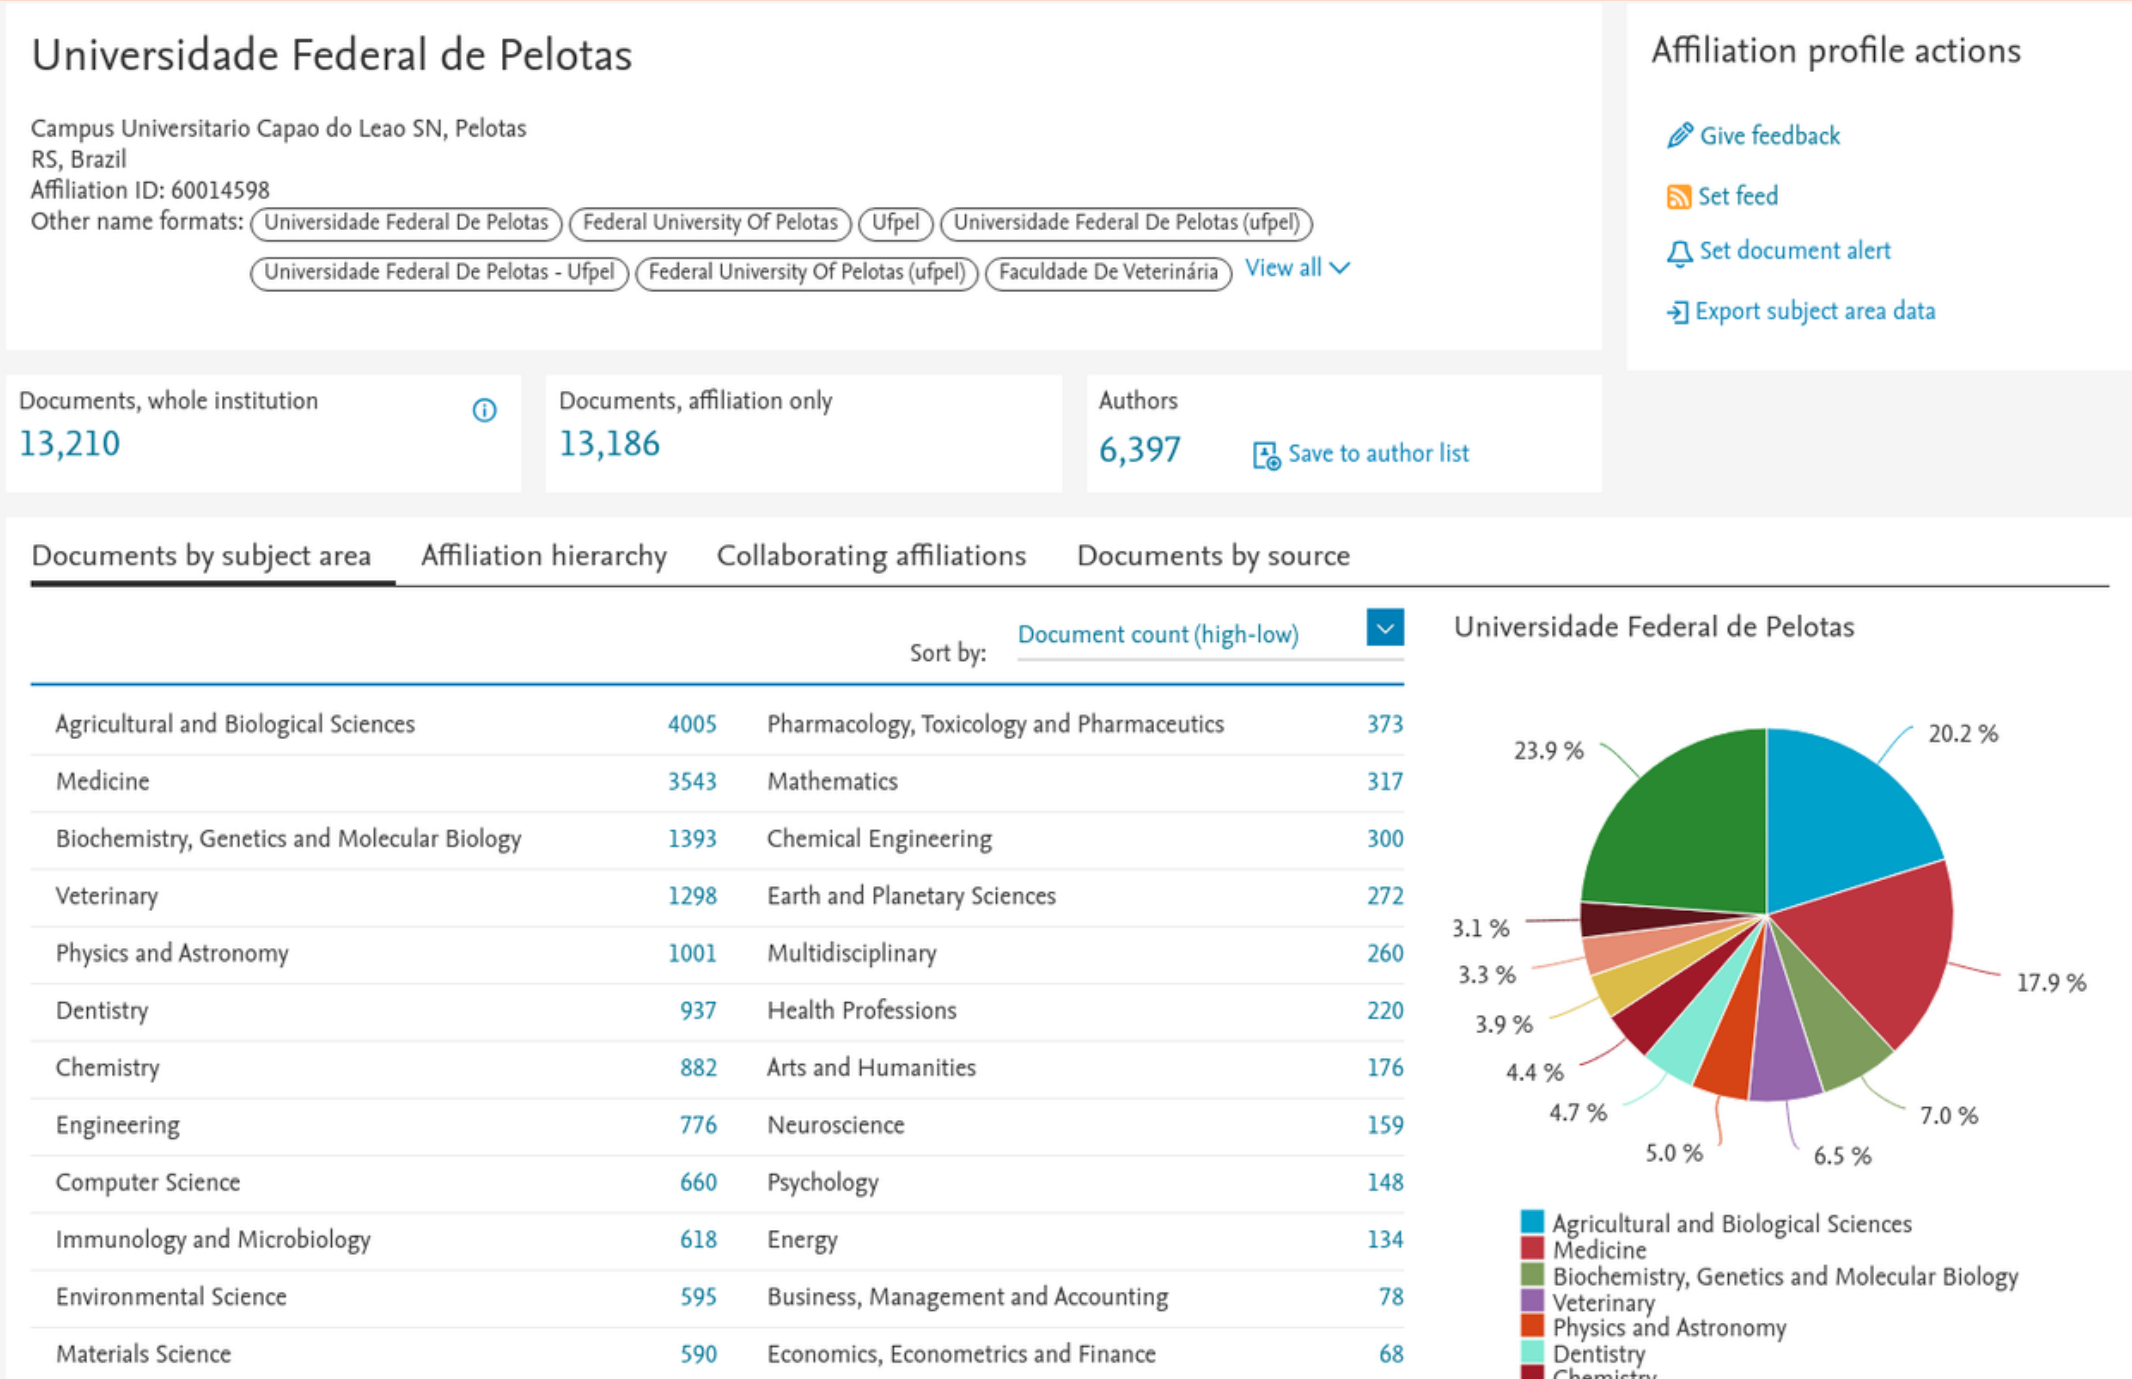 Universidade Federal de Pelotas
Campus Universitario Capao do Leao SN, Pelotas
RS, Brazil
Affiliation ID: 60014598
Other name formats: Universidade Federal De Pelotas Federal University Of Pelotas Ufpel Universidade Federal De Pelotas (ufpel)
Universidade Federal De Pelotas - Ufpel Federal University Of Pelotas (ufpel) Faculdade De Veterinária View all
Affiliation profile actions
Give feedback
Set feed
Set document alert
Export subject area data
Documents, whole institution
13,210
Documents, affiliation only
13,186
Authors
6,397 Save to author list
Documents by subject area Affiliation hierarchy Collaborating affiliations Documents by source
Sort by: Document count (high-low)
Agricultural and Biological Sciences 4005 Pharmacology, Toxicology and Pharmaceutics 373
Medicine 3543 Mathematics 317
Biochemistry, Genetics and Molecular Biology 1393 Chemical Engineering 300
Veterinary 1298 Earth and Planetary Sciences 272
Physics and Astronomy 1001 Multidisciplinary 260
Dentistry 937 Health Professions 220
Chemistry 882 Arts and Humanities 176
Engineering 776 Neuroscience 159
Computer Science 660 Psychology 148
Immunology and Microbiology 618 Energy 134
Environmental Science 595 Business, Management and Accounting 78
Materials Science 590 Economics, Econometrics and Finance 68
Universidade Federal de Pelotas
20.2 %
17.9 %
7.0 %
6.5 %
5.0 %
4.7 %
4.4 %
3.9 %
3.3 %
3.1 %
23.9 %
Agricultural and Biological Sciences
Medicine
Biochemistry, Genetics and Molecular Biology
Veterinary
Physics and Astronomy
Dentistry
Chemistry